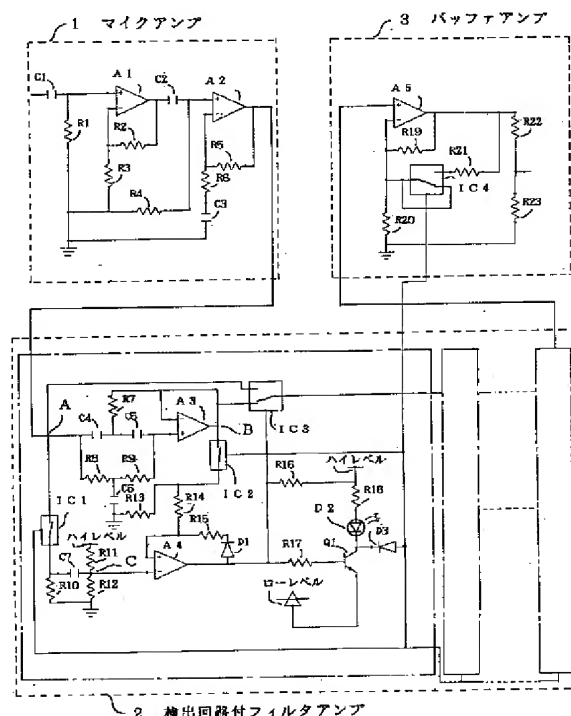 1 マイクアンプ
C1
A1
C2
A2
R1
R2
R3
R4
R5
R6
C3
3 バッファアンプ
A5
R19
R21
IC4
R20
R22
R23
A
R7
C4
C5
A3
B
IC3
R8
R9
C6
R13
IC2
IC1
ハイレベル
R11
C
C7
R10
R12
R14
R15
D1
A4
R16
ハイレベル
R18
D2
D3
R17
Q1
ローレベル
2 検出回路付フィルタアンプ